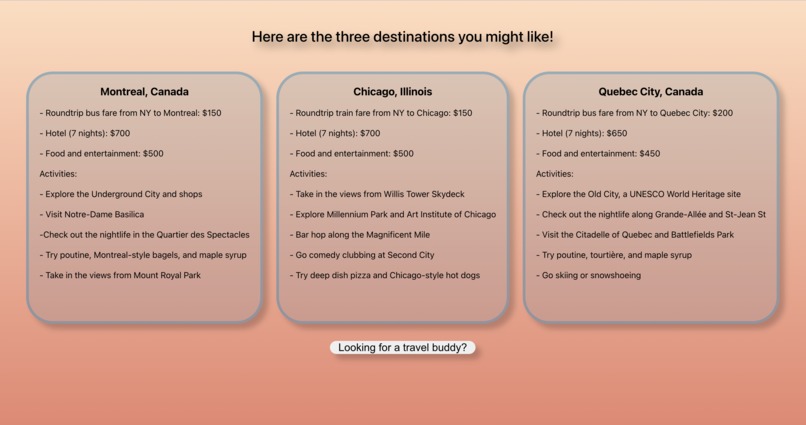 Here are the three destinations you might like!
Montreal, Canada
- Roundtrip bus fare from NY to Montreal: $150
- Hotel (7 nights): $700
- Food and entertainment: $500
Activities:
- Explore the Underground City and shops
- Visit Notre-Dame Basilica
-Check out the nightlife in the Quartier des Spectacles
- Try poutine, Montreal-style bagels, and maple syrup
- Take in the views from Mount Royal Park
Chicago, Illinois
- Roundtrip train fare from NY to Chicago: $150
- Hotel (7 nights): $700
- Food and entertainment: $500
Activities:
- Take in the views from Willis Tower Skydeck
- Explore Millennium Park and Art Institute of Chicago
- Bar hop along the Magnificent Mile
- Go comedy clubbing at Second City
- Try deep dish pizza and Chicago-style hot dogs
Quebec City, Canada
- Roundtrip bus fare from NY to Quebec City: $200
- Hotel (7 nights): $650
- Food and entertainment: $450
Activities:
- Explore the Old City, a UNESCO World Heritage site
- Check out the nightlife along Grande-Allée and St-Jean St
- Visit the Citadelle of Quebec and Battlefields Park
- Try poutine, tourtière, and maple syrup
- Go skiing or snowshoeing
Looking for a travel buddy?